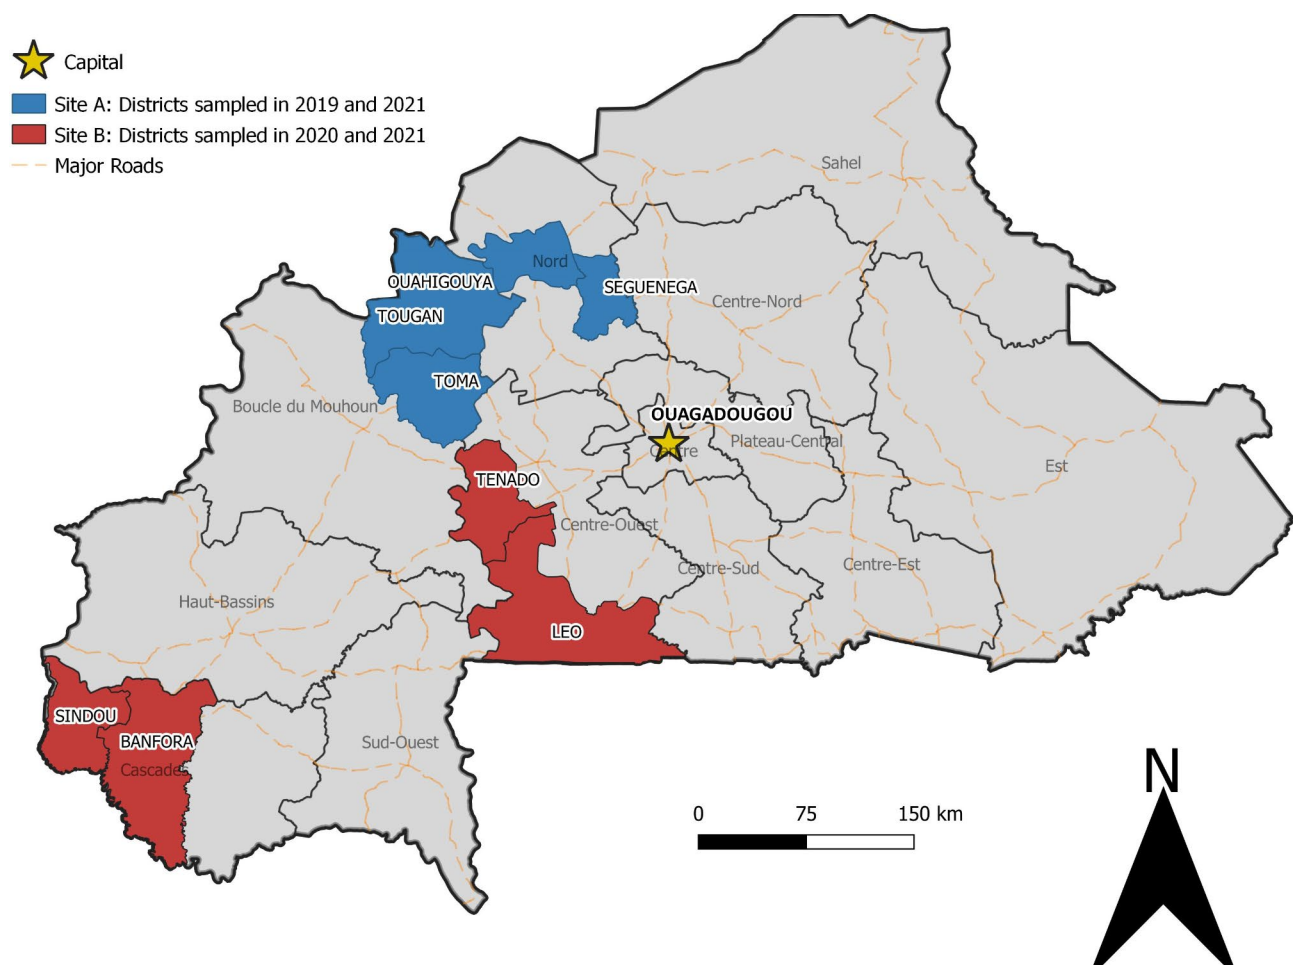 Capital
Site A: Districts sampled in 2019 and 2021
Site B: Districts sampled in 2020 and 2021
Major Roads
Sahel
Nord
OUAHIGOUYA
SEGUENEGA
Centre-Nord
TOUGAN
TOMA
Boucle du Mouhoun
OUAGADOUGOU
Plateau-Central
Centre
Est
TENADO
Centre-Ouest
Centre-Sud
Centre-Est
Haut-Bassins
LEO
SINDOU
BANFORA
Cascades
Sud-Ouest
0 75 150 km
N